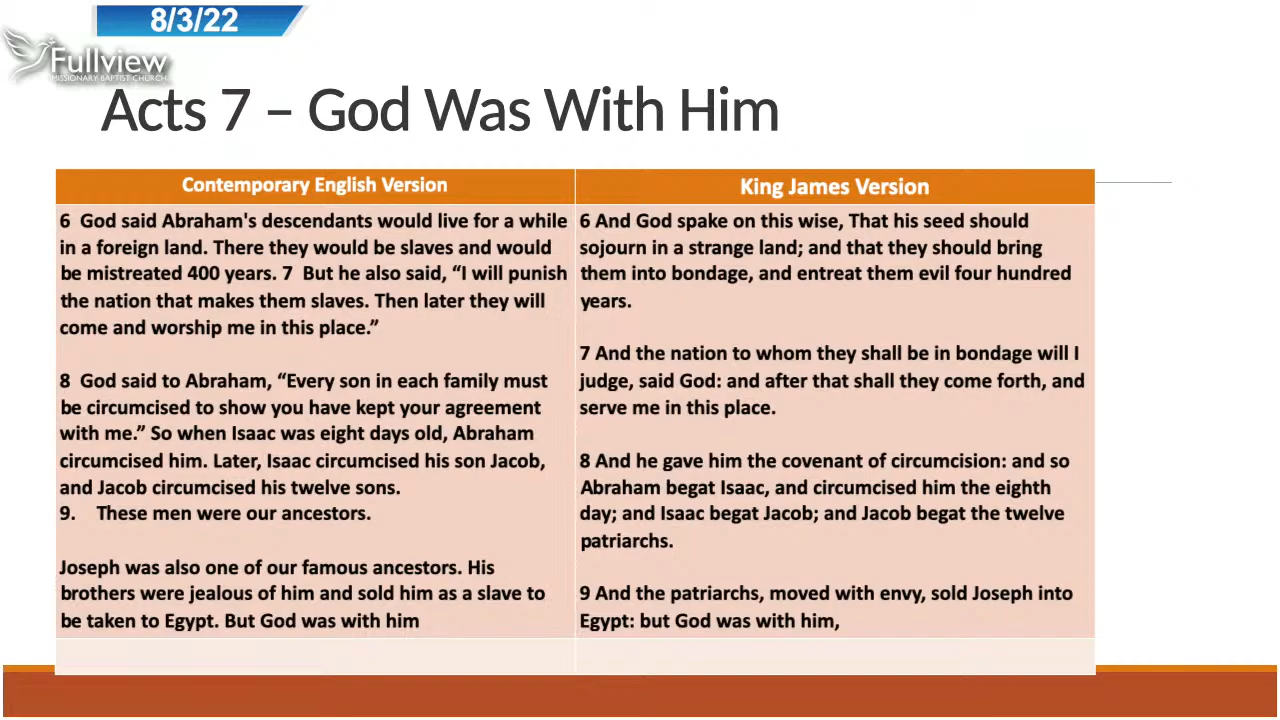 8/3/22
Fullview
MISSIONARY BAPTIST CHURCH
Acts 7 – God Was With Him
Contemporary English Version
6  God said Abraham's descendants would live for a while
in a foreign land. There they would be slaves and would
be mistreated 400 years. 7  But he also said, “I will punish
the nation that makes them slaves. Then later they will
come and worship me in this place.”
8  God said to Abraham, “Every son in each family must
be circumcised to show you have kept your agreement
with me.” So when Isaac was eight days old, Abraham
circumcised him. Later, Isaac circumcised his son Jacob,
and Jacob circumcised his twelve sons.
9.    These men were our ancestors.
Joseph was also one of our famous ancestors. His
brothers were jealous of him and sold him as a slave to
be taken to Egypt. But God was with him
King James Version
6 And God spake on this wise, That his seed should
sojourn in a strange land; and that they should bring
them into bondage, and entreat them evil four hundred
years.
7 And the nation to whom they shall be in bondage will I
judge, said God: and after that shall they come forth, and
serve me in this place.
8 And he gave him the covenant of circumcision: and so
Abraham begat Isaac, and circumcised him the eighth
day; and Isaac begat Jacob; and Jacob begat the twelve
patriarchs.
9 And the patriarchs, moved with envy, sold Joseph into
Egypt: but God was with him,